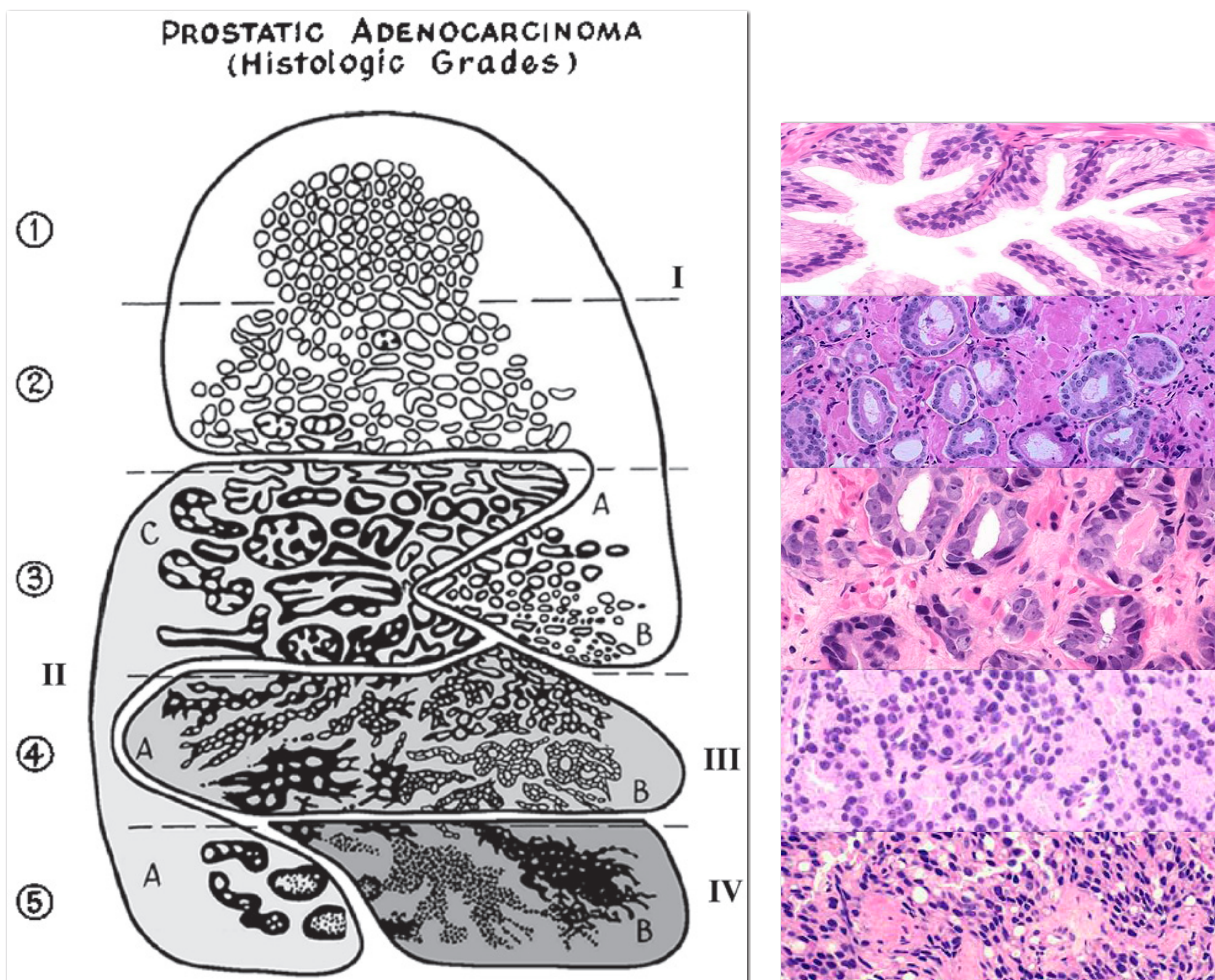 PROSTATIC ADENOCARCINOMA
(Histologic Grades)
1
I
2
A
C
3
B
II
4
A
III
B
A
IV
5
B